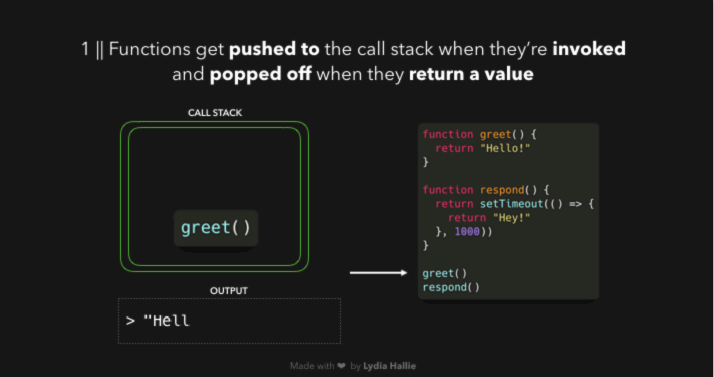 1 || Functions get pushed to the call stack when they're invoked
and popped off when they return a value
CALL STACK
greet()
OUTPUT
> "Hell
function greet() {
  return "Hello!"
}
function respond() {
  return setTimeout(() => {
    return "Hey!"
  }, 1000))
}
greet()
respond()
Made with ❤ by Lydia Hallie